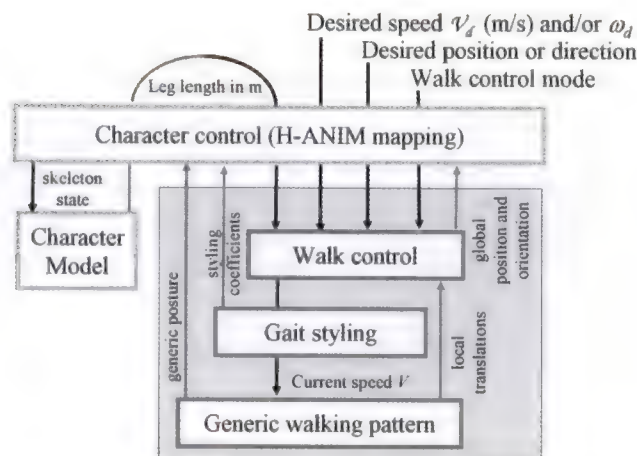 Desired speed 𝒱d (m/s) and/or ωd
Desired position or direction
Walk control mode
Leg length in m
Character control (H-ANIM mapping)
skeleton
state
Character
Model
generic posture
styling
coefficients
Walk control
global
position and
orientation
Gait styling
local
translations
Current speed V
Generic walking pattern